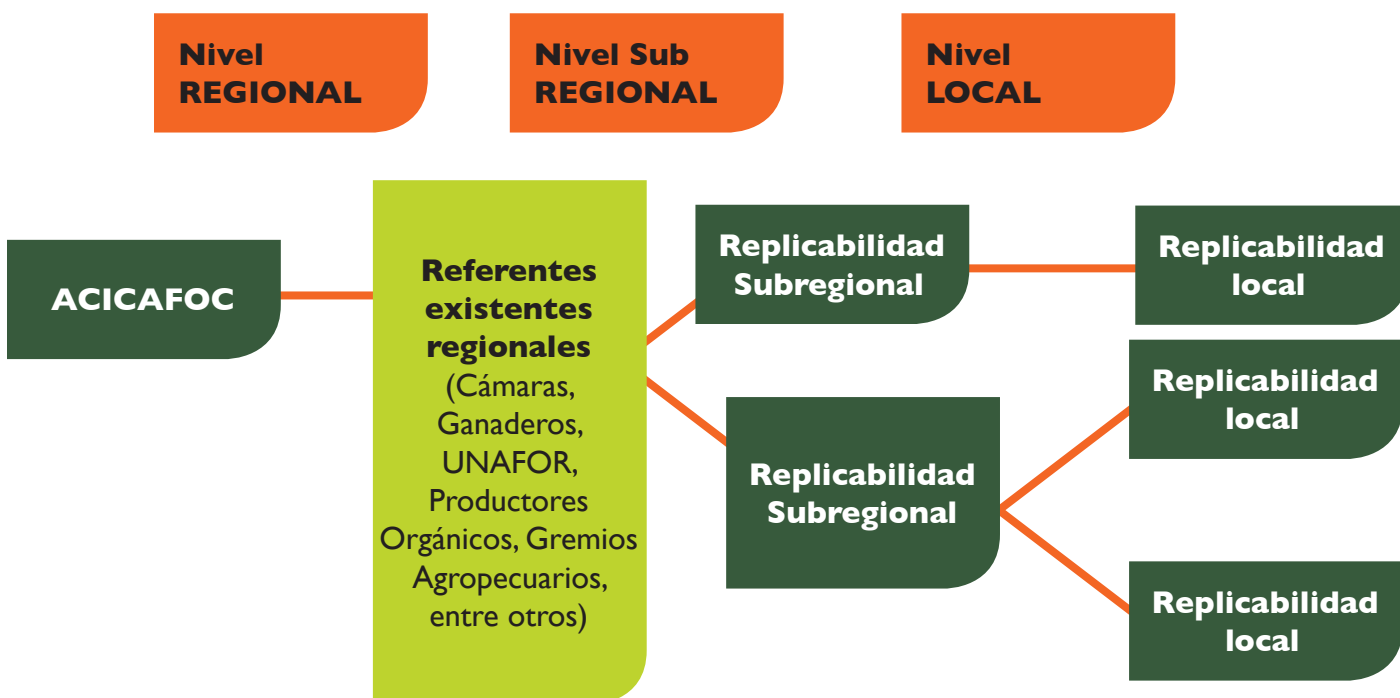 Nivel
REGIONAL
Nivel Sub
REGIONAL
Nivel
LOCAL
ACICAFOC
Referentes
existentes
regionales
(Cámaras,
Ganaderos,
UNAFOR,
Productores
Orgánicos, Gremios
Agropecuarios,
entre otros)
Replicabilidad
Subregional
Replicabilidad
Subregional
Replicabilidad
local
Replicabilidad
local
Replicabilidad
local